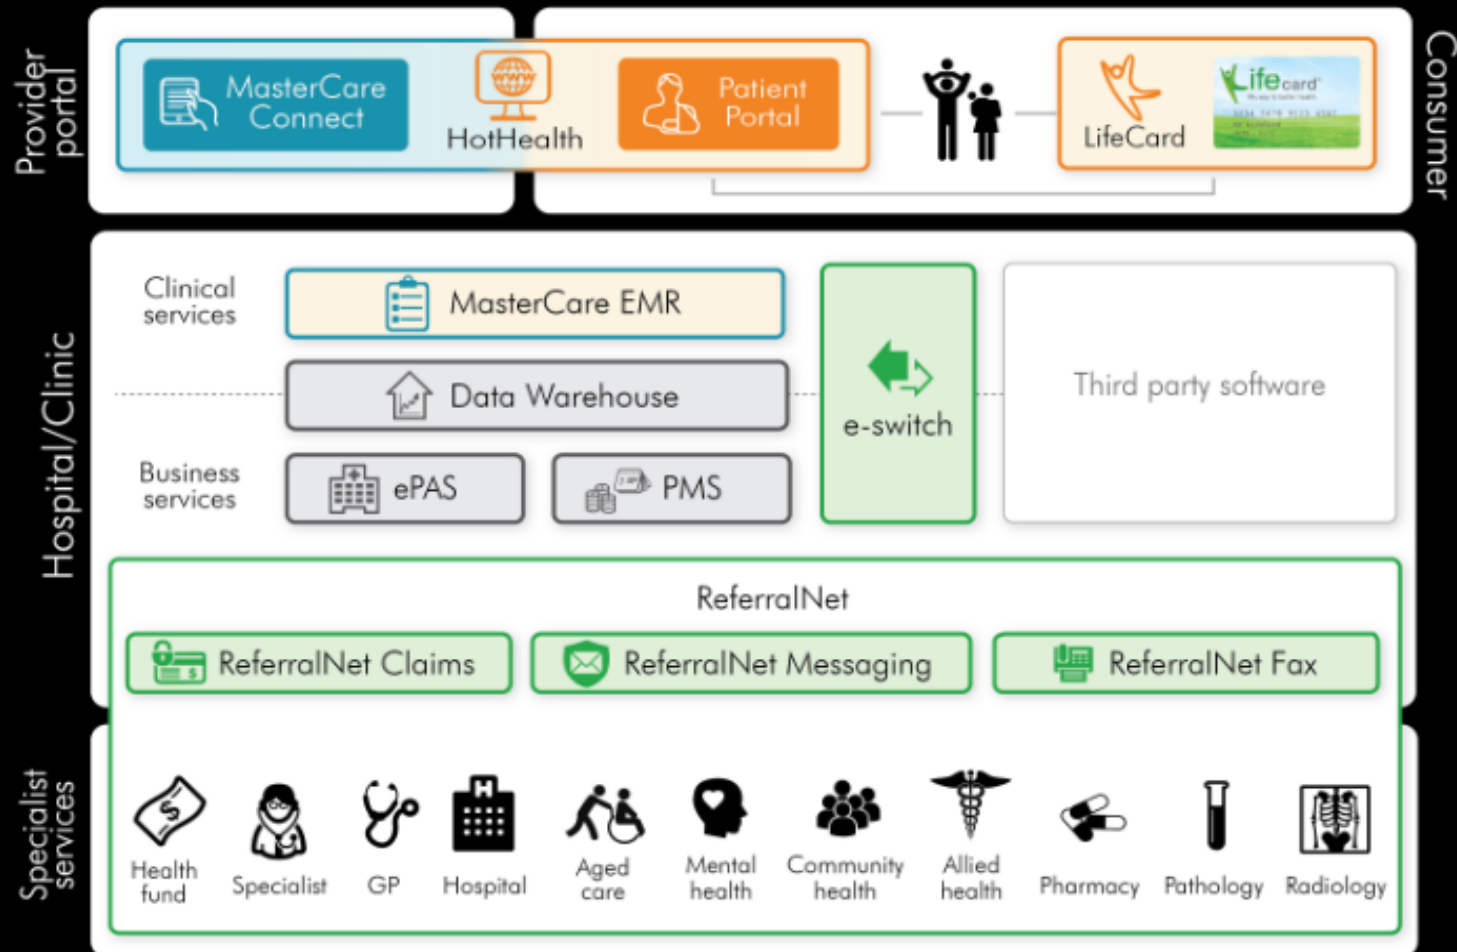 Provider
portal
MasterCare
Connect
HotHealth
Patient
Portal
LifeCard
Lifecard
Consumer
Hospital/Clinic
Clinical
services
MasterCare EMR
Data Warehouse
Business
services
ePAS
PMS
e-switch
Third party software
ReferralNet
ReferralNet Claims
ReferralNet Messaging
ReferralNet Fax
Specialist
services
Health
fund
Specialist
GP
H
Hospital
Aged
care
Mental
health
Community
health
Allied
health
Pharmacy
Pathology
Radiology